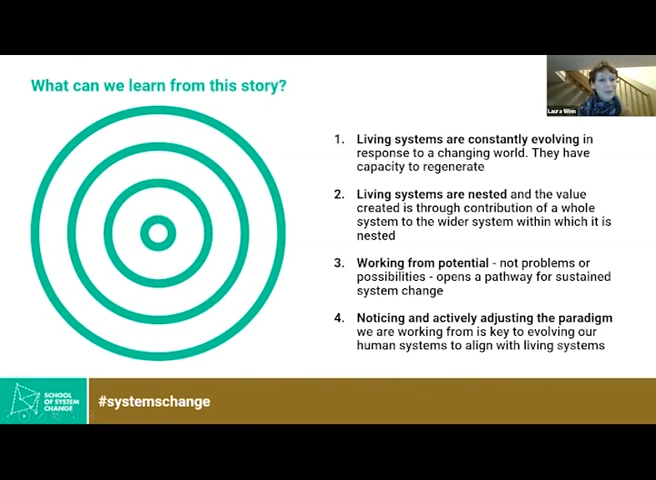 What can we learn from this story?
Laura Winn
1. Living systems are constantly evolving in
response to a changing world. They have
capacity to regenerate
2. Living systems are nested and the value
created is through contribution of a whole
system to the wider system within which it is
nested
3. Working from potential - not problems or
possibilities - opens a pathway for sustained
system change
4. Noticing and actively adjusting the paradigm
we are working from is key to evolving our
human systems to align with living systems
SCHOOL
OF SYSTEM
CHANGE
#systemschange